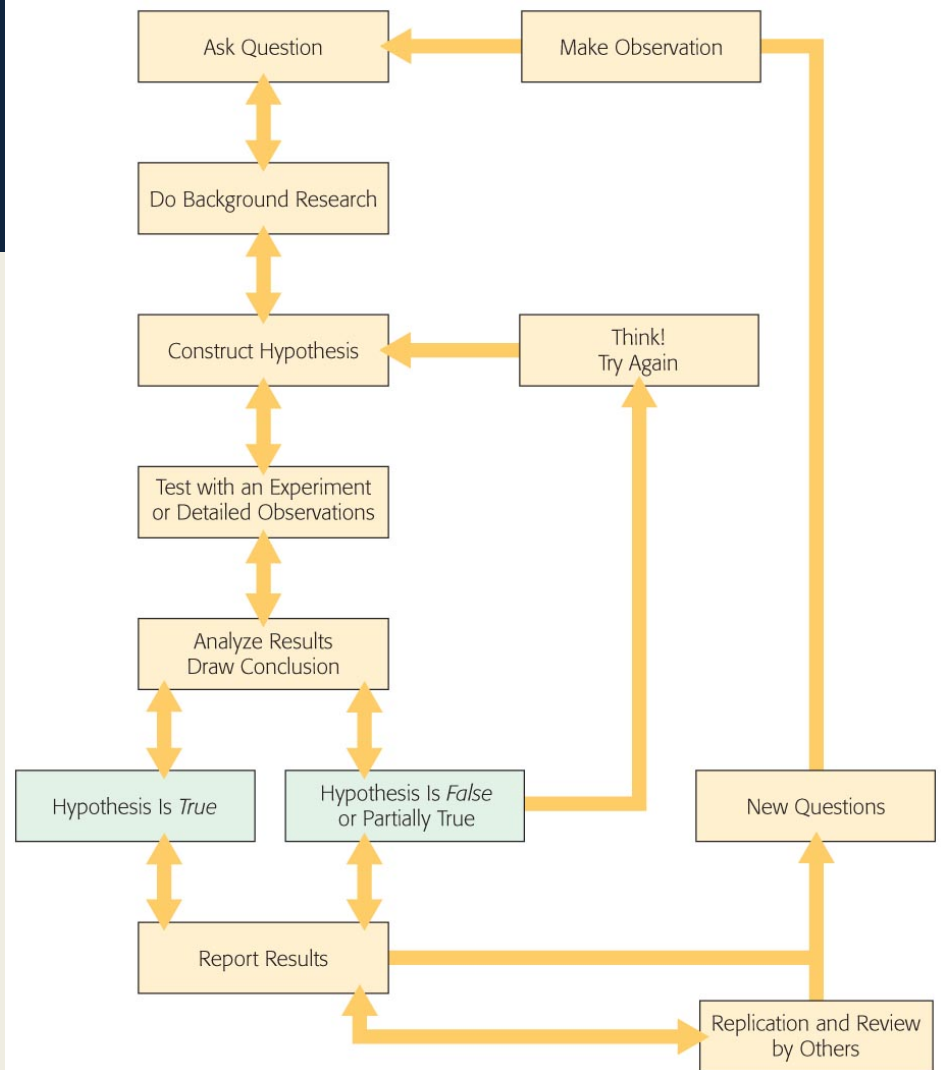 Ask Question
Make Observation
Do Background Research
Construct Hypothesis
Think!
Try Again
Test with an Experiment
or Detailed Observations
Analyze Results
Draw Conclusion
Hypothesis Is True
Hypothesis Is False
or Partially True
New Questions
Report Results
Replication and Review
by Others